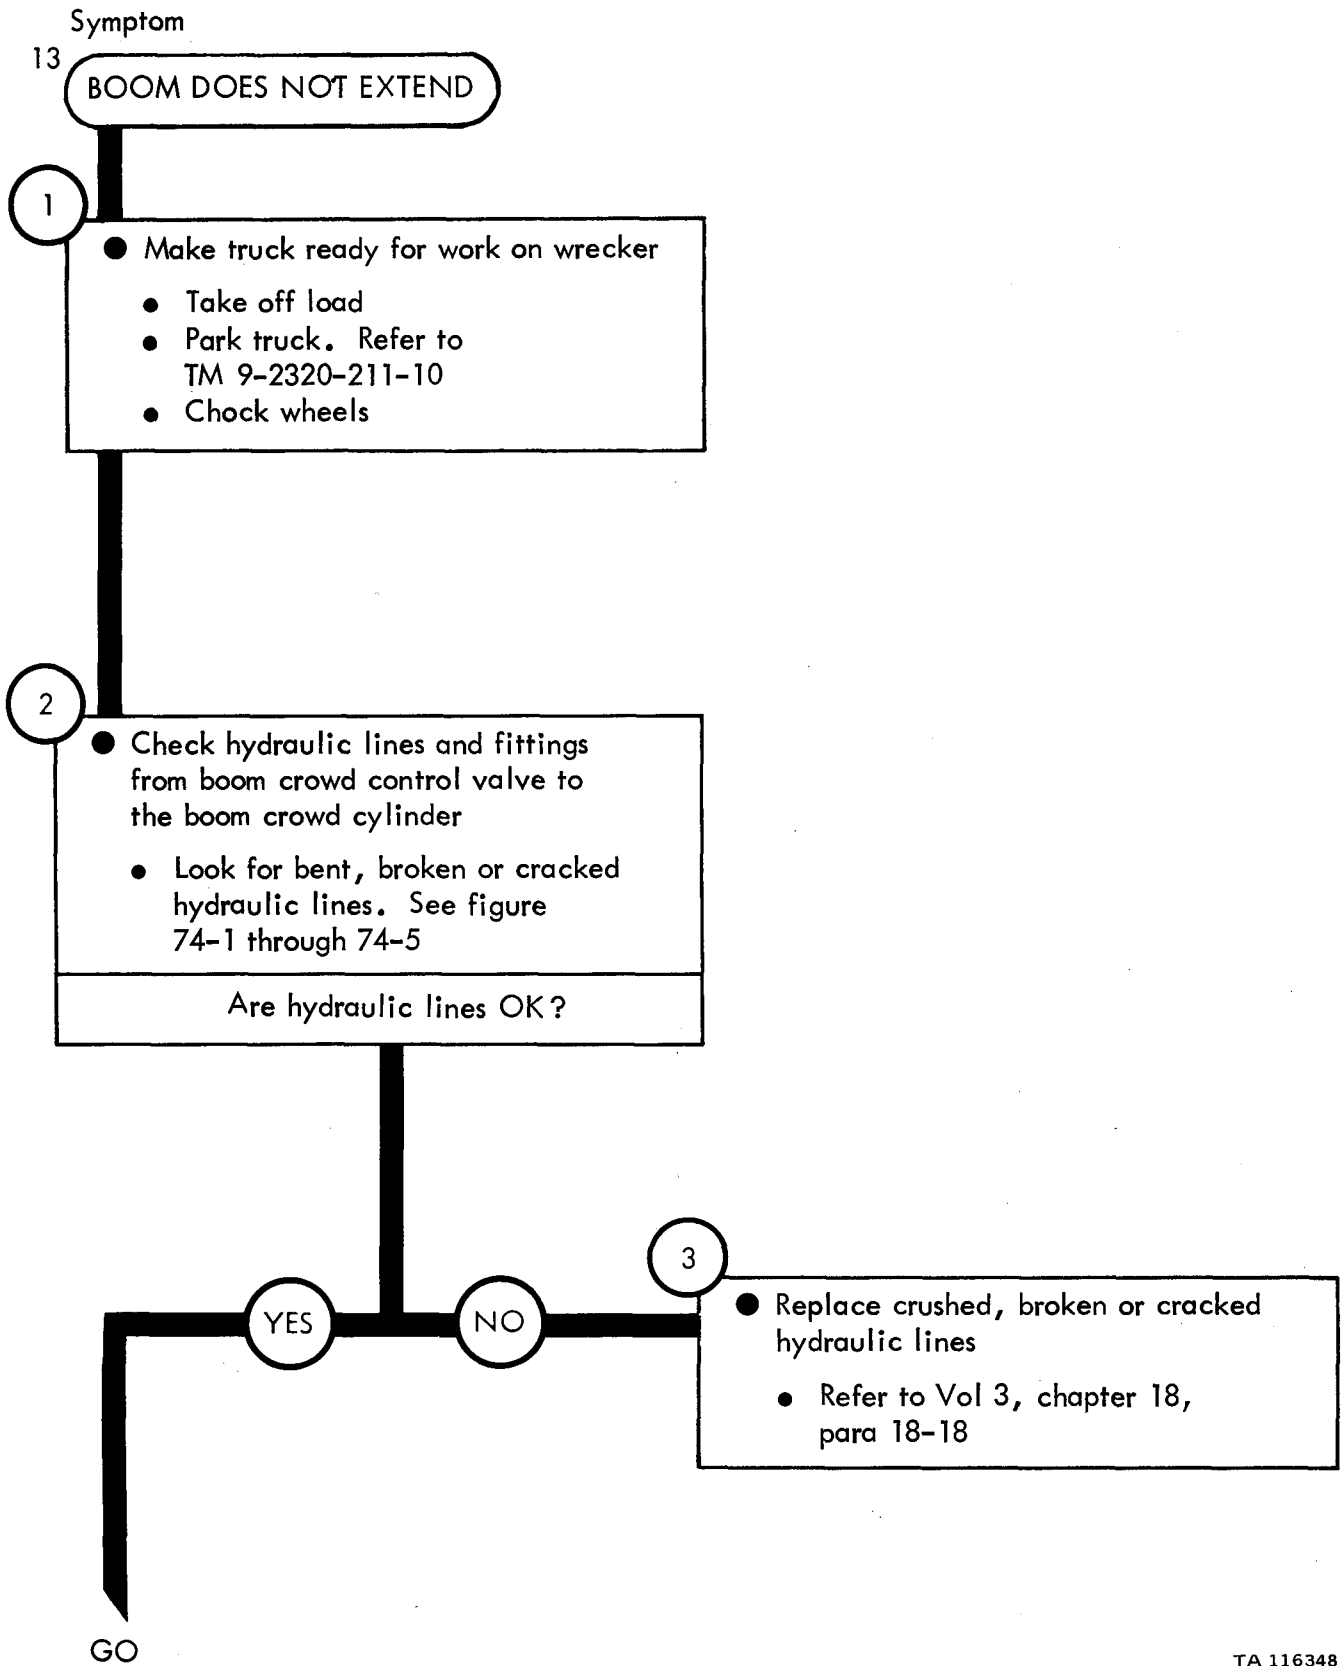 Symptom
13
BOOM DOES NOT EXTEND
1
● Make truck ready for work on wrecker
● Take off load
● Park truck. Refer to
TM 9-2320-211-10
● Chock wheels
2
● Check hydraulic lines and fittings
from boom crowd control valve to
the boom crowd cylinder
● Look for bent, broken or cracked
hydraulic lines. See figure
74-1 through 74-5
Are hydraulic lines OK?
YES
NO
3
● Replace crushed, broken or cracked
hydraulic lines
● Refer to Vol 3, chapter 18,
para 18-18
GO
TA 116348